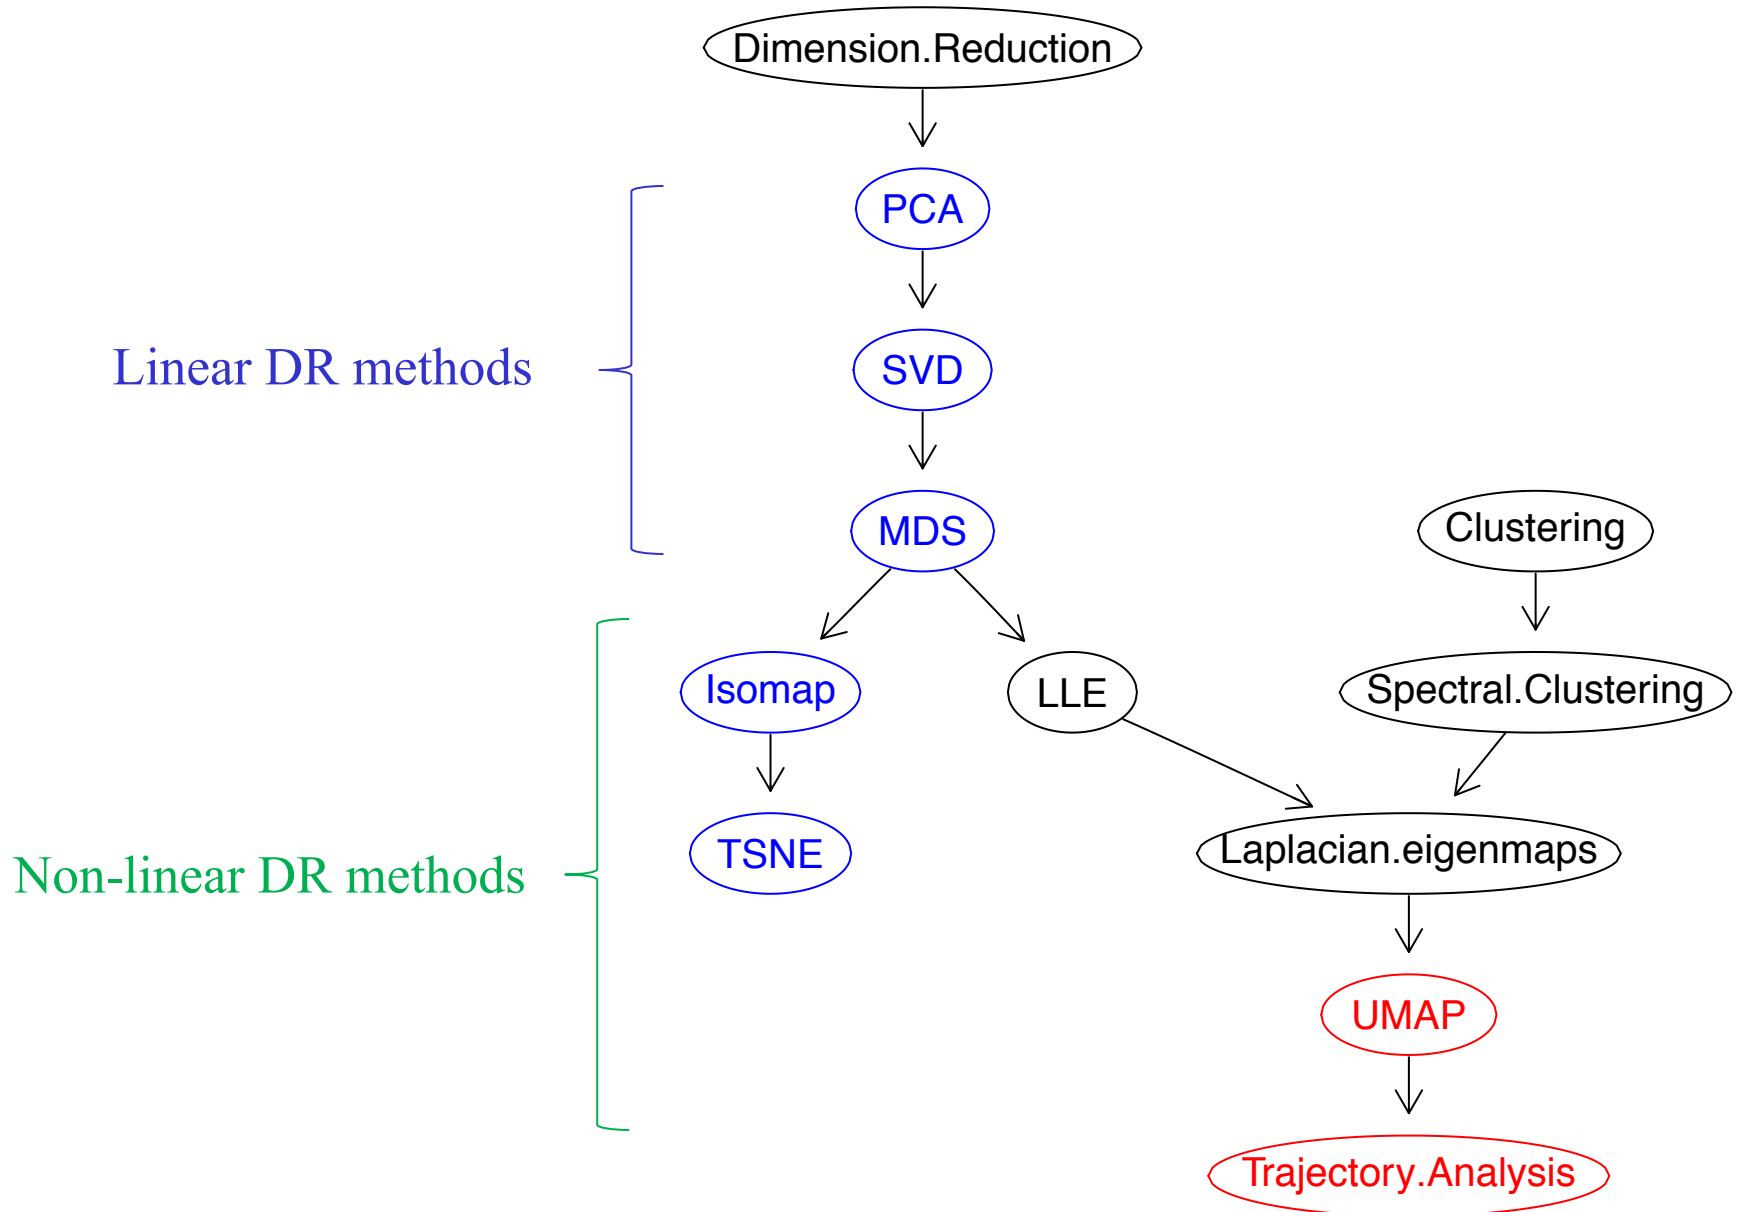 Dimension.Reduction
PCA
Linear DR methods
SVD
MDS
Clustering
Isomap
LLE
Spectral.Clustering
TSNE
Laplacian.eigenmaps
Non-linear DR methods
UMAP
Trajectory.Analysis